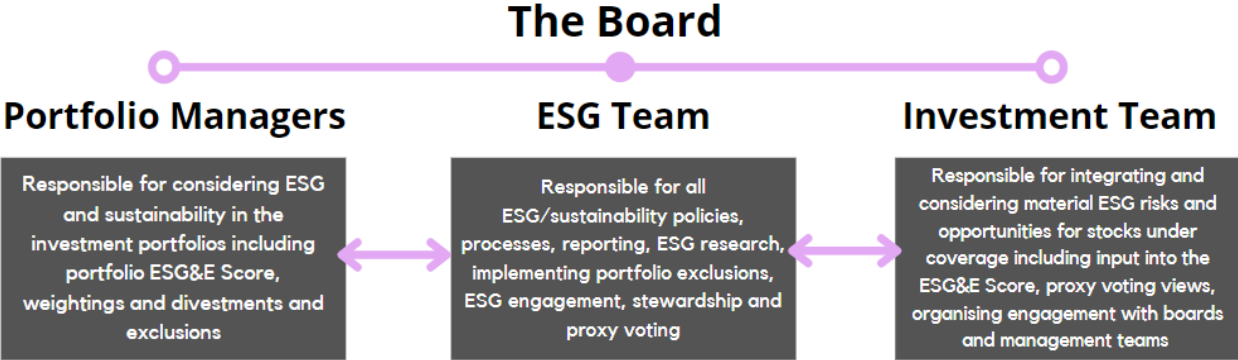 The Board
Portfolio Managers
ESG Team
Investment Team
Responsible for considering ESG
and sustainability in the
investment portfolios including
portfolio ESG&E Score,
weightings and divestments and
exclusions
Responsible for all
ESG/sustainability policies,
processes, reporting, ESG research,
implementing portfolio exclusions,
ESG engagement, stewardship and
proxy voting
Responsible for integrating and
considering material ESG risks and
opportunities for stocks under
coverage including input into the
ESG&E Score, proxy voting views,
organising engagement with boards
and management teams